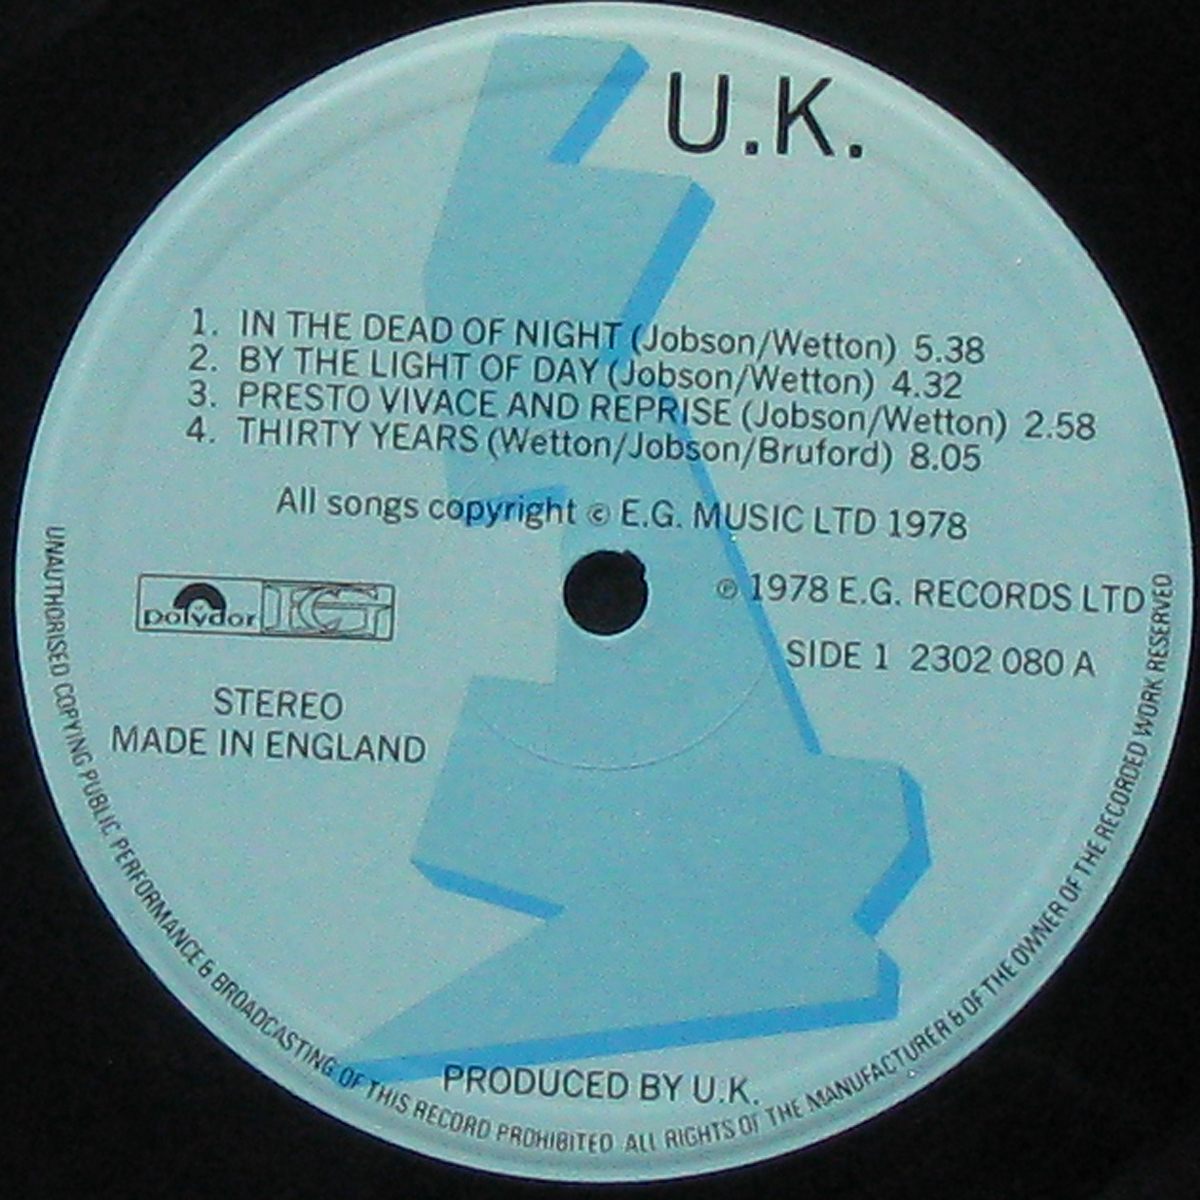 U.K.
1. IN THE DEAD OF NIGHT (Jobson/Wetton) 5.38
2. BY THE LIGHT OF DAY (Jobson/Wetton) 4.32
3. PRESTO VIVACE AND REPRISE (Jobson/Wetton) 2.58
4. THIRTY YEARS (Wetton/Jobson/Bruford) 8.05
All songs copyright © E.G. MUSIC LTD 1978
polydor EG
℗ 1978 E.G. RECORDS LTD
SIDE 1 2302 080 A
STEREO
MADE IN ENGLAND
PRODUCED BY U.K.
UNAUTHORISED COPYING PUBLIC PERFORMANCE & BROADCASTING OF THIS RECORD PROHIBITED ALL RIGHTS OF THE MANUFACTURER & OF THE OWNER OF THE RECORDED WORK RESERVED